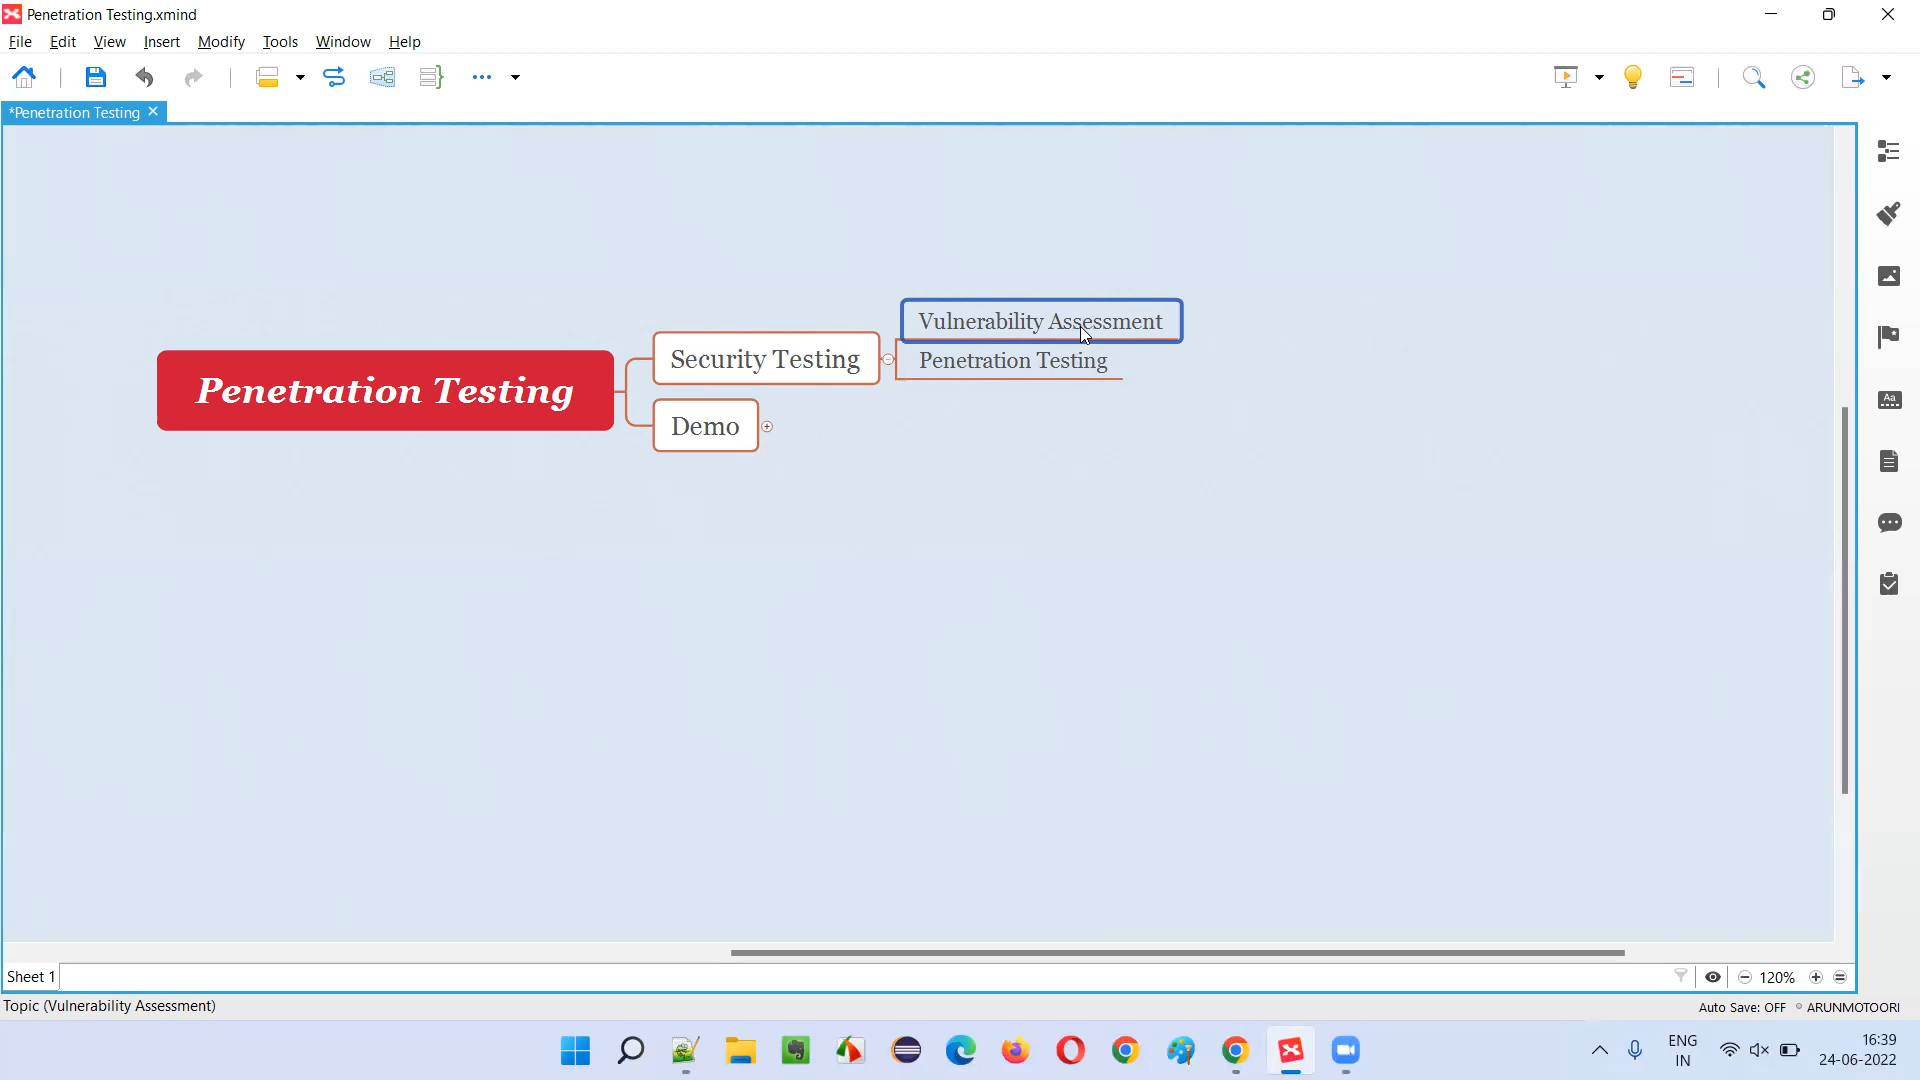 Penetration Testing.xmind
File Edit View Insert Modify Tools Window Help
*Penetration Testing
Vulnerability Assessment
Security Testing
Penetration Testing
Penetration Testing
Demo
Aa
Sheet 1
120%
Topic (Vulnerability Assessment)
Auto Save: OFF ARUNMOTOORI
ENG
IN
16:39
24-06-2022